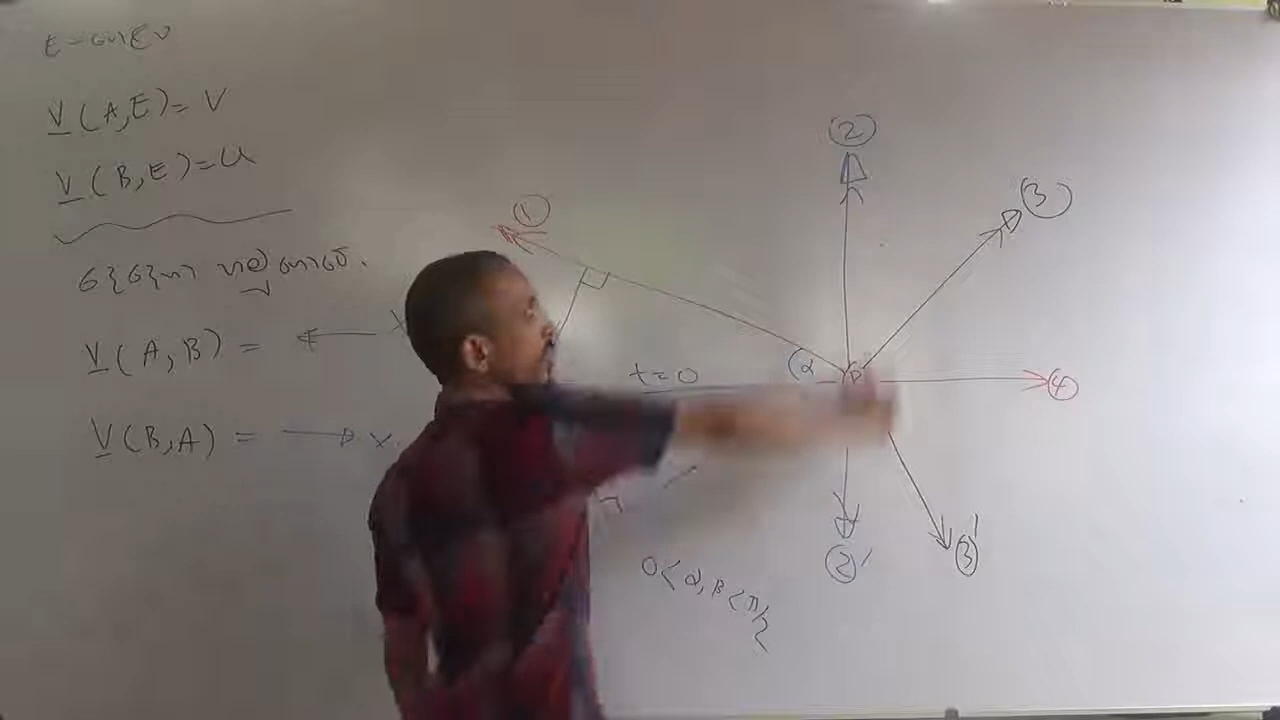 V(A,E) = V
V(B,E) = u
V(A,B) =
V(B,A) =
x
①
②
③
α
t=0
④
②'
③'
0 < α, β < π/2